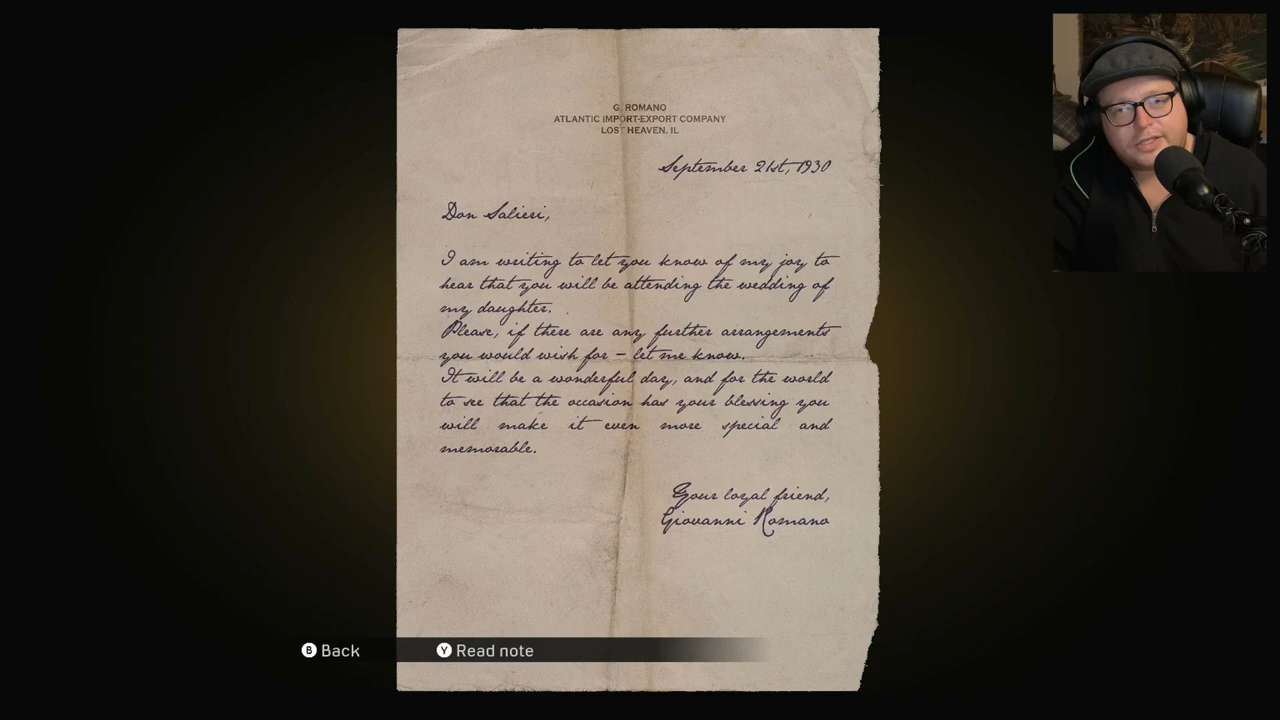 G. ROMANO
ATLANTIC IMPORT-EXPORT COMPANY
LOST HEAVEN, IL
September 21st, 1930
Don Salieri,
I am writing to let you know of my joy to
hear that you will be attending the wedding of
my daughter.
Please, if there are any further arrangements
you would wish for – let me know.
It will be a wonderful day, and for the world
to see that the occasion has your blessing you
will make it even more special and
memorable.
Your loyal friend,
Giovanni Romano
B Back
Y Read note